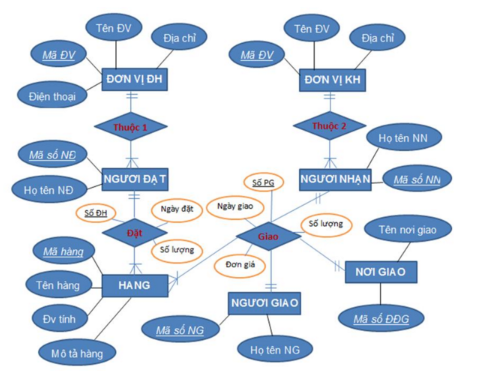 Tên ĐV
Tên ĐV
Mã ĐV
Địa chỉ
Mã ĐV
Địa chỉ
ĐƠN VỊ ĐH
ĐƠN VỊ KH
Điện thoại
Thuộc 1
Thuộc 2
Họ tên NN
Mã số NĐ
NGƯỜI ĐẶT
NGƯỜI NHẬN
Mã số NN
Họ tên NĐ
Số PG
Số ĐH
Ngày đặt
Ngày giao
Số lượng
Tên nơi giao
Đặt
Giao
Mã hàng
Số lượng
Đơn giá
NƠI GIAO
Tên hàng
HANG
NGƯƠI GIAO
Đv tính
Mã số NG
Mã số ĐĐG
Mô tả hàng
Họ tên NG